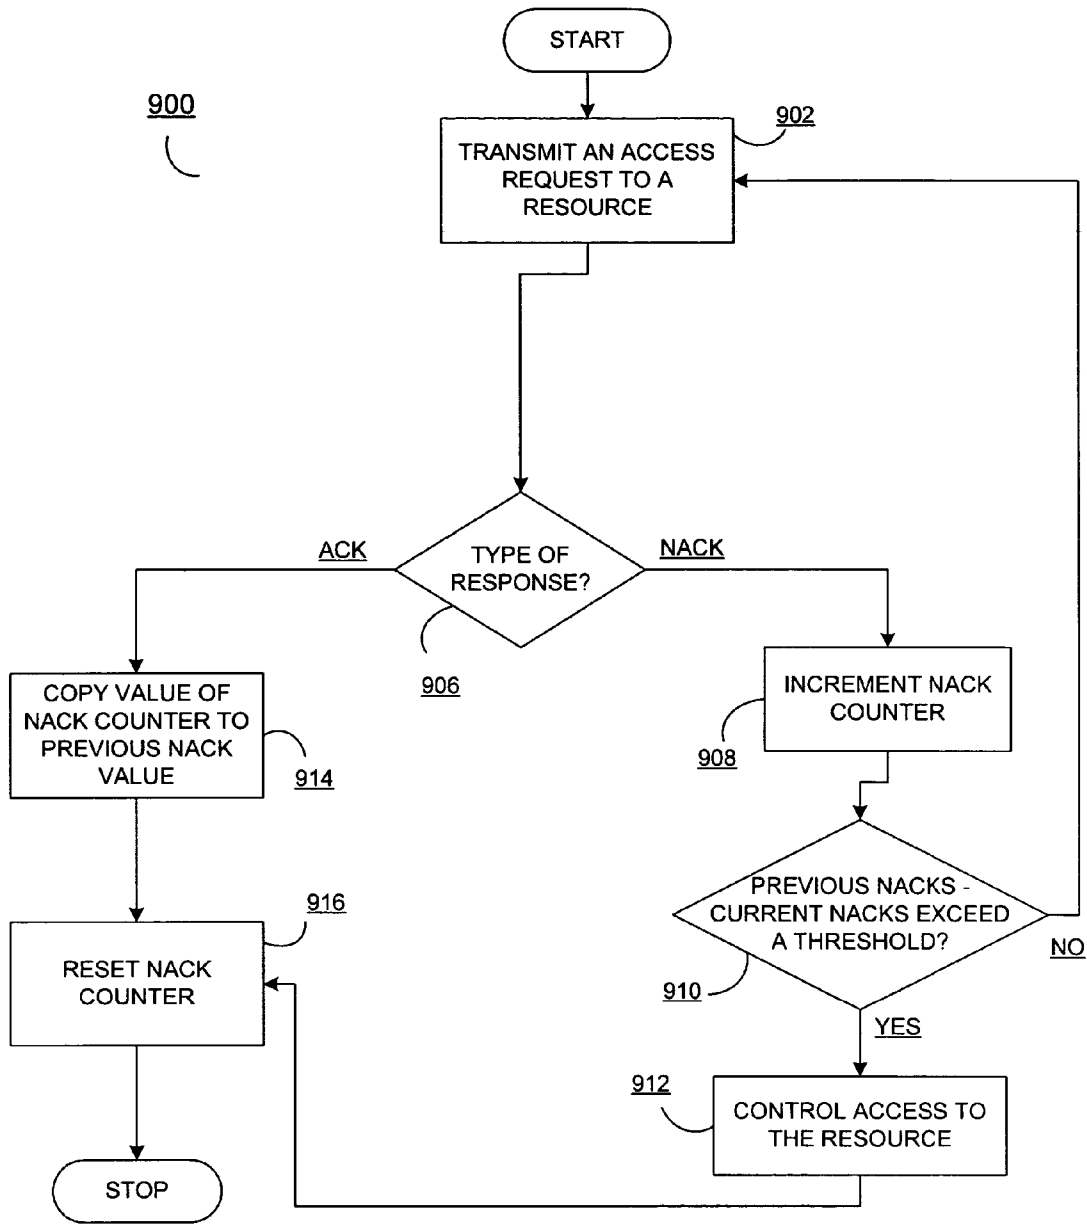 START
900
902
TRANSMIT AN ACCESS
REQUEST TO A
RESOURCE
ACK
NACK
TYPE OF
RESPONSE?
906
COPY VALUE OF
NACK COUNTER TO
PREVIOUS NACK
VALUE
914
INCREMENT NACK
COUNTER
908
PREVIOUS NACKS -
CURRENT NACKS EXCEED
A THRESHOLD?
NO
910
YES
916
RESET NACK
COUNTER
912
CONTROL ACCESS TO
THE RESOURCE
STOP